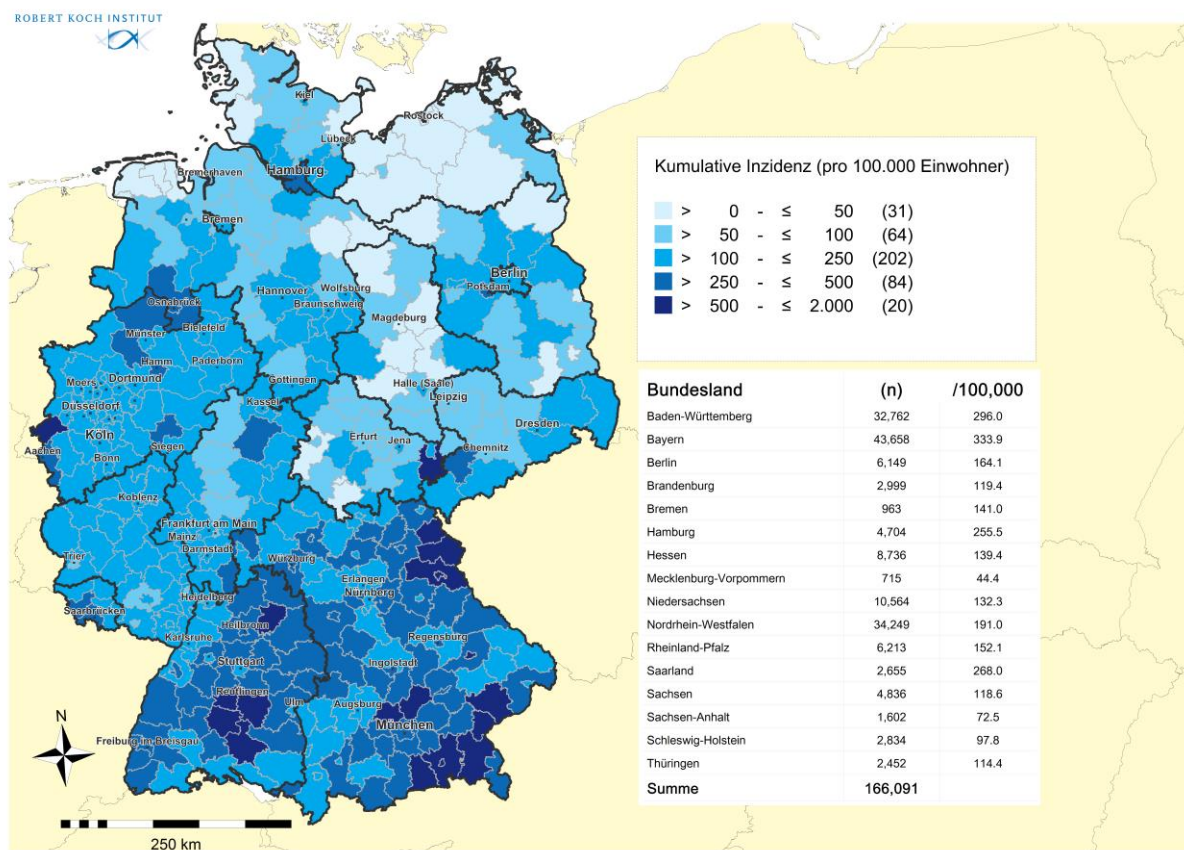 ROBERT KOCH INSTITUT
Kiel
Rostock
Lübeck
Bremerhaven
Hamburg
Bremen
Berlin
Potsdam
Hannover
Wolfsburg
Braunschweig
Osnabrück
Bielefeld
Magdeburg
Münster
Hamm
Paderborn
Moers
Dortmund
Göttingen
Halle (Saale)
Leipzig
Düsseldorf
Kassel
Köln
Erfurt
Jena
Dresden
Aachen
Siegen
Chemnitz
Bonn
Koblenz
Frankfurt am Main
Mainz
Darmstadt
Trier
Würzburg
Erlangen
Nürnberg
Heidelberg
Saarbrücken
Heilbronn
Karlsruhe
Regensburg
Stuttgart
Ingolstadt
Reutlingen
Ulm
Augsburg
München
Freiburg im Breisgau
N
250 km
Kumulative Inzidenz (pro 100.000 Einwohner)
> 0 - ≤ 50 (31)
> 50 - ≤ 100 (64)
> 100 - ≤ 250 (202)
> 250 - ≤ 500 (84)
> 500 - ≤ 2.000 (20)
Bundesland (n) /100,000
Baden-Württemberg 32,762 296.0
Bayern 43,658 333.9
Berlin 6,149 164.1
Brandenburg 2,999 119.4
Bremen 963 141.0
Hamburg 4,704 255.5
Hessen 8,736 139.4
Mecklenburg-Vorpommern 715 44.4
Niedersachsen 10,564 132.3
Nordrhein-Westfalen 34,249 191.0
Rheinland-Pfalz 6,213 152.1
Saarland 2,655 268.0
Sachsen 4,836 118.6
Sachsen-Anhalt 1,602 72.5
Schleswig-Holstein 2,834 97.8
Thüringen 2,452 114.4
Summe 166,091